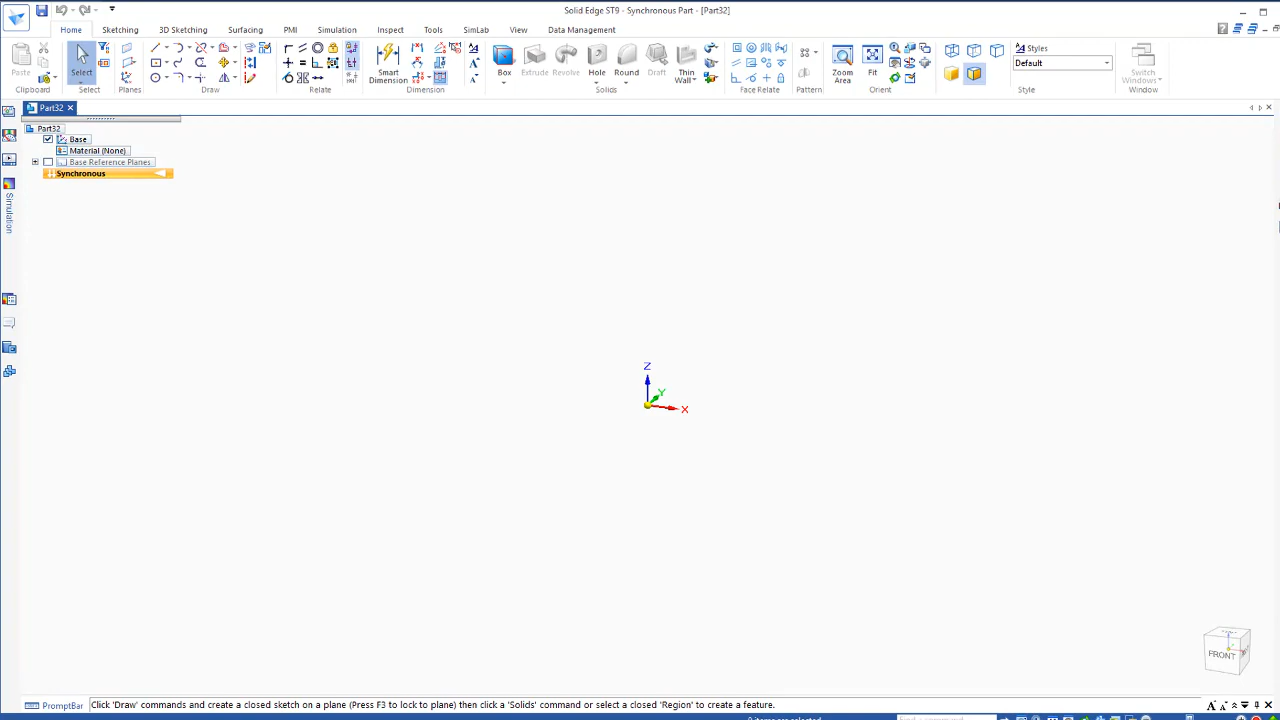 Solid Edge ST9 - Synchronous Part - [Part32]
Home Sketching 3D Sketching Surfacing PMI Simulation Inspect Tools SimLab View Data Management
Paste Select Smart Dimension Box Extrude Revolve Hole Round Draft Thin Wall Zoom Area Fit Styles Default Switch Windows
Clipboard Select Planes Draw Relate Dimension Solids Face Relate Pattern Orient Style Window
Part32
Part32
Base
Material (None)
Base Reference Planes
Synchronous
Simulation
Z
Y
X
FRONT
PromptBar Click 'Draw' commands and create a closed sketch on a plane (Press F3 to lock to plane) then click a 'Solids' command or select a closed 'Region' to create a feature.